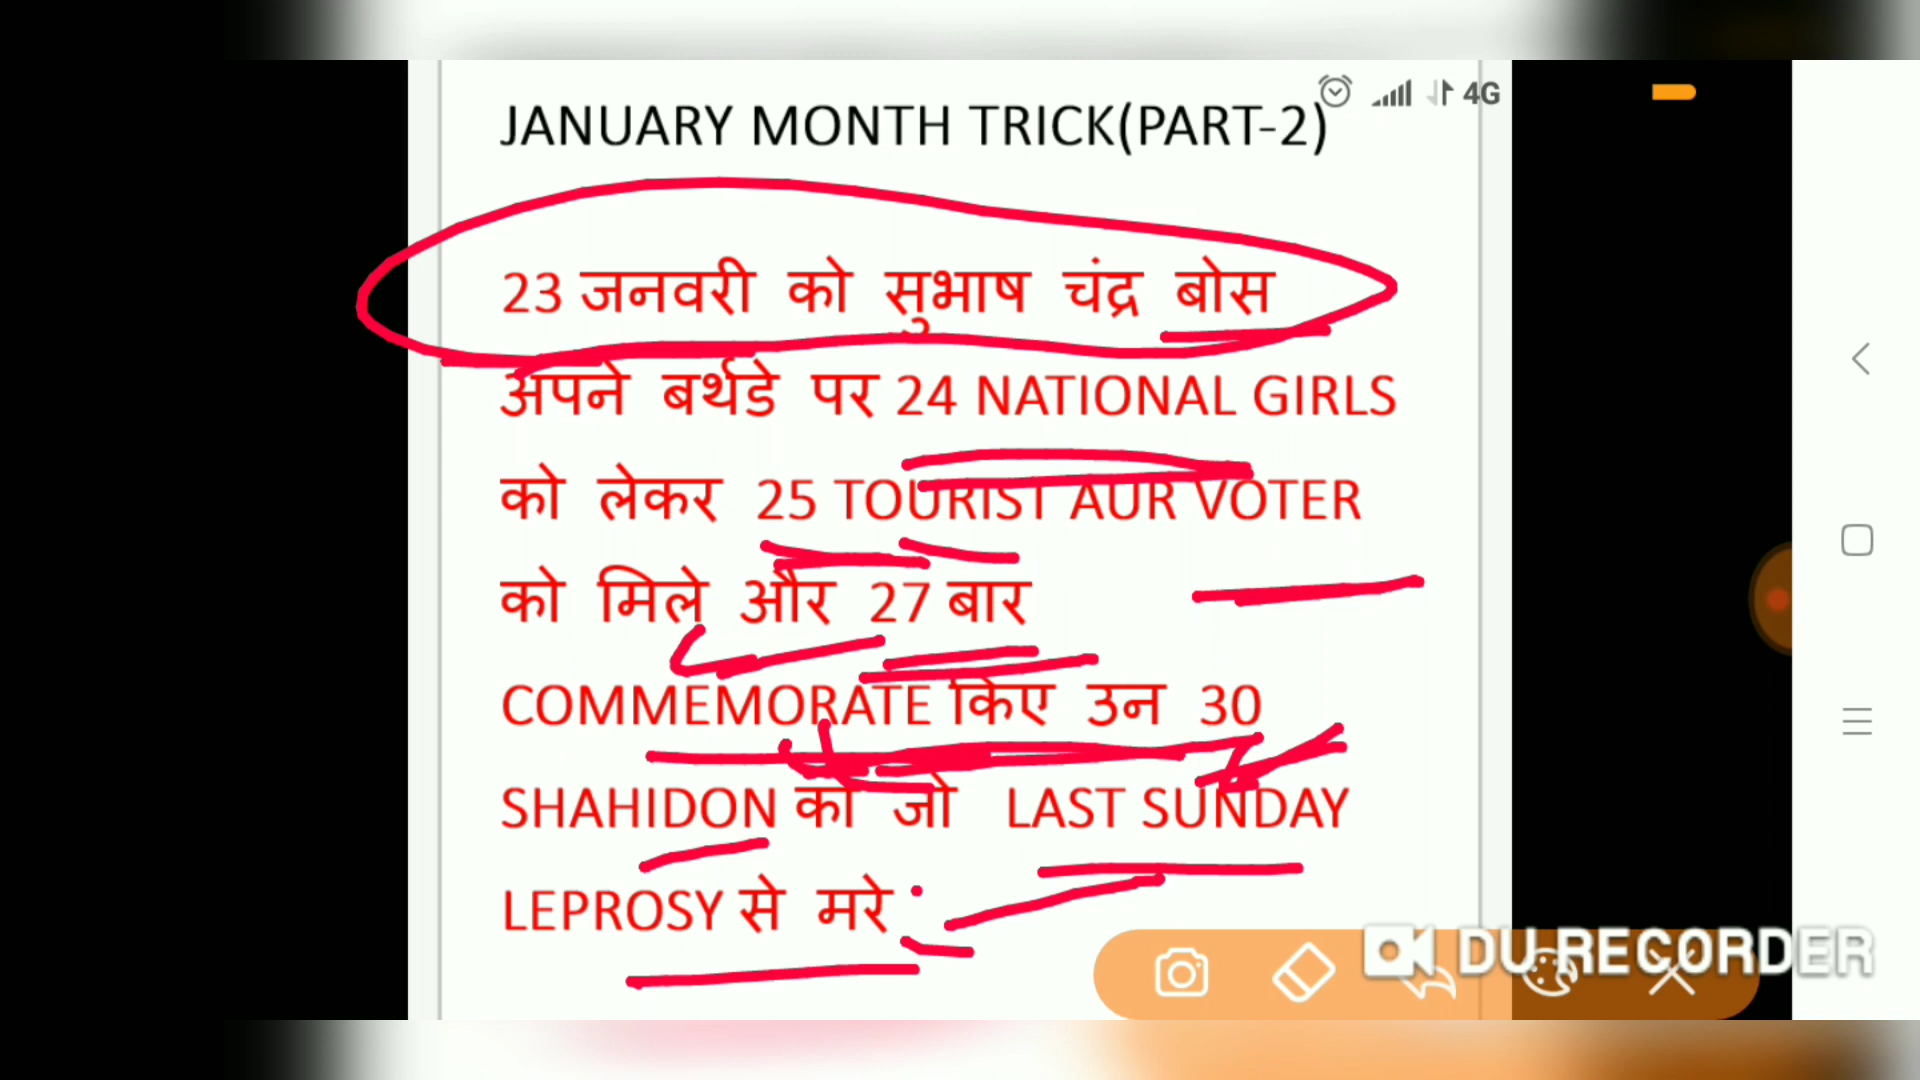 4G
JANUARY MONTH TRICK(PART-2)
23 जनवरी को सुभाष चंद्र बोस
अपने बर्थडे पर 24 NATIONAL GIRLS
को लेकर 25 TOURIST AUR VOTER
को मिले और 27 बार
COMMEMORATE किए उन 30
SHAHIDON को जो LAST SUNDAY
LEPROSY से मरे
DU RECORDER